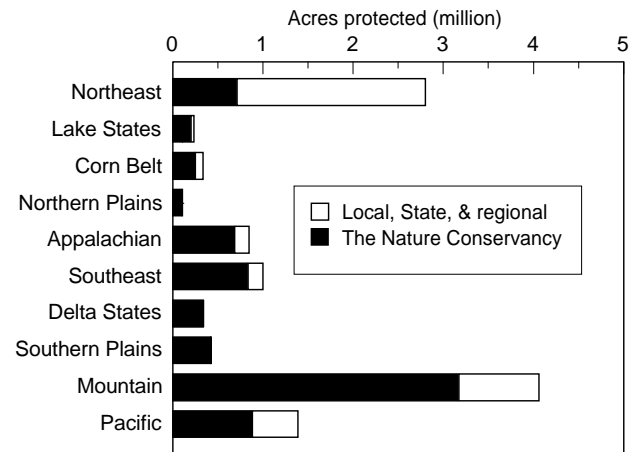 Acres protected (million)
0 1 2 3 4 5
Northeast
Lake States
Corn Belt
Northern Plains
Appalachian
Southeast
Delta States
Southern Plains
Mountain
Pacific
Local, State, & regional
The Nature Conservancy